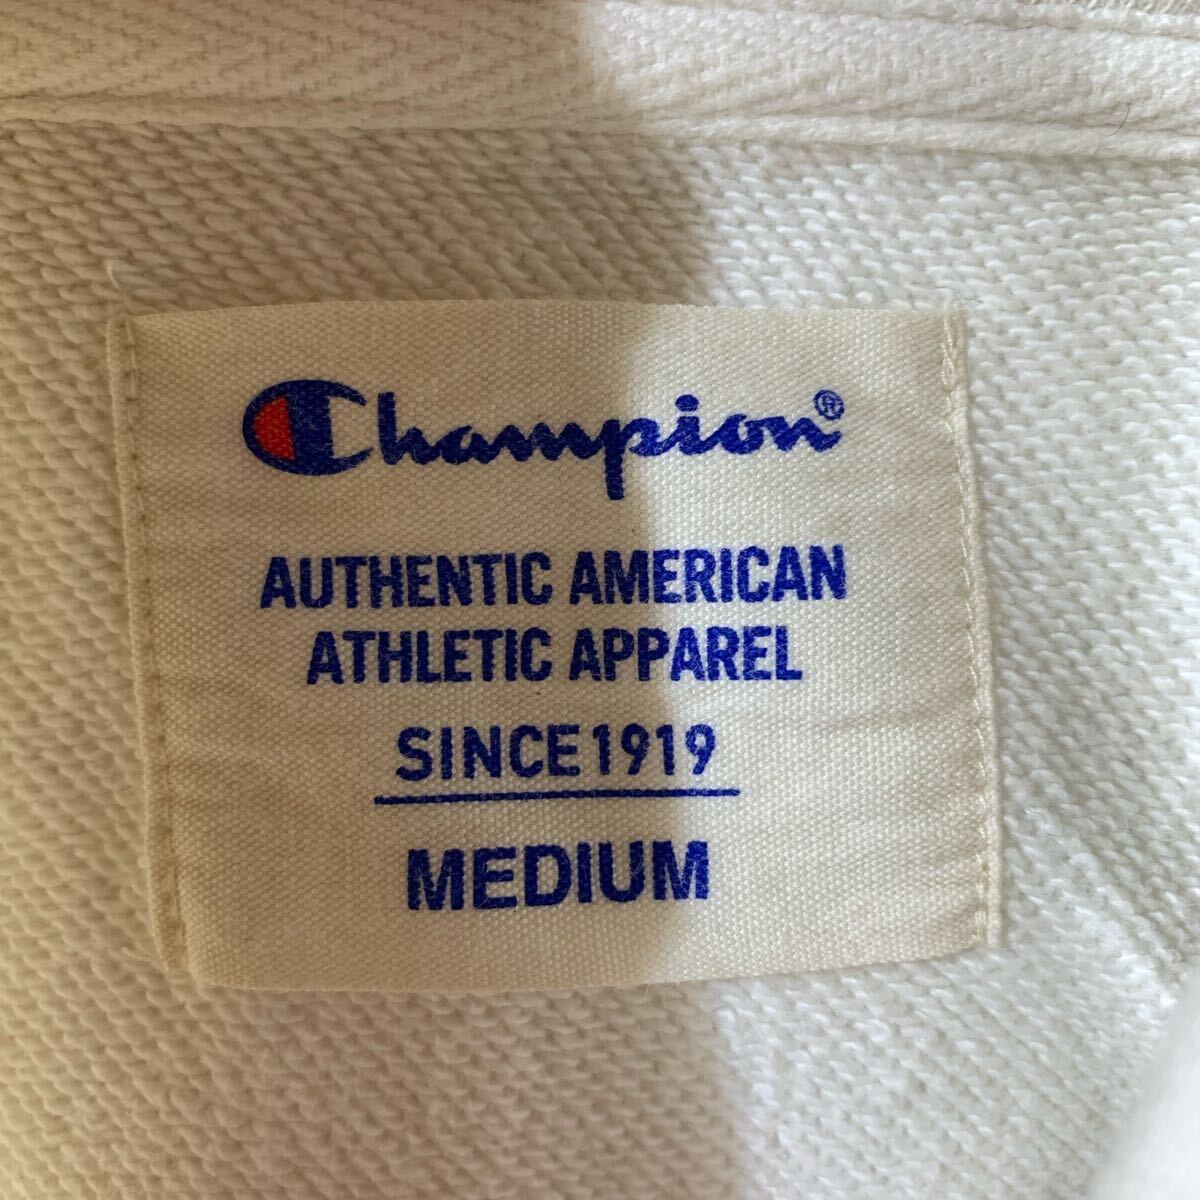 Champion®
AUTHENTIC AMERICAN
ATHLETIC APPAREL
SINCE 1919
MEDIUM